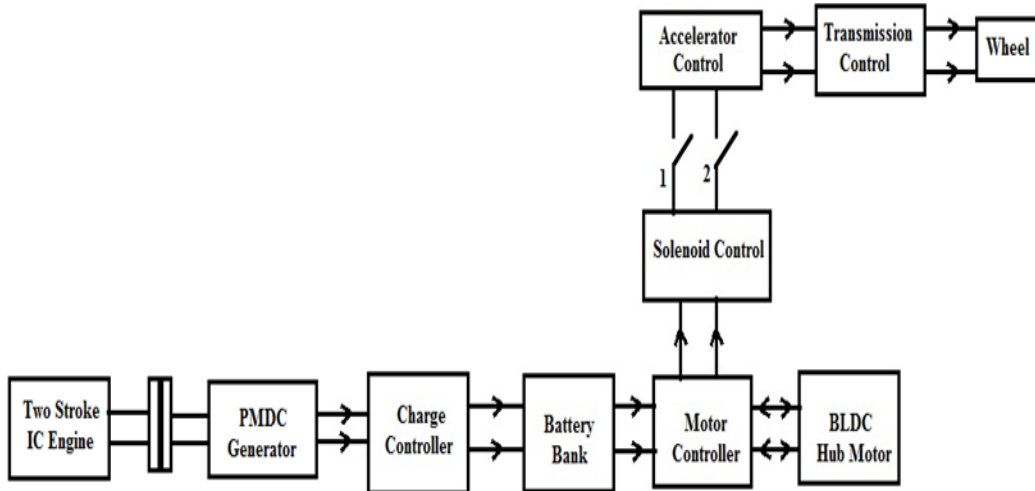 Accelerator
Control
Transmission
Control
Wheel
1
2
Solenoid Control
Two Stroke
IC Engine
PMDC
Generator
Charge
Controller
Battery
Bank
Motor
Controller
BLDC
Hub Motor